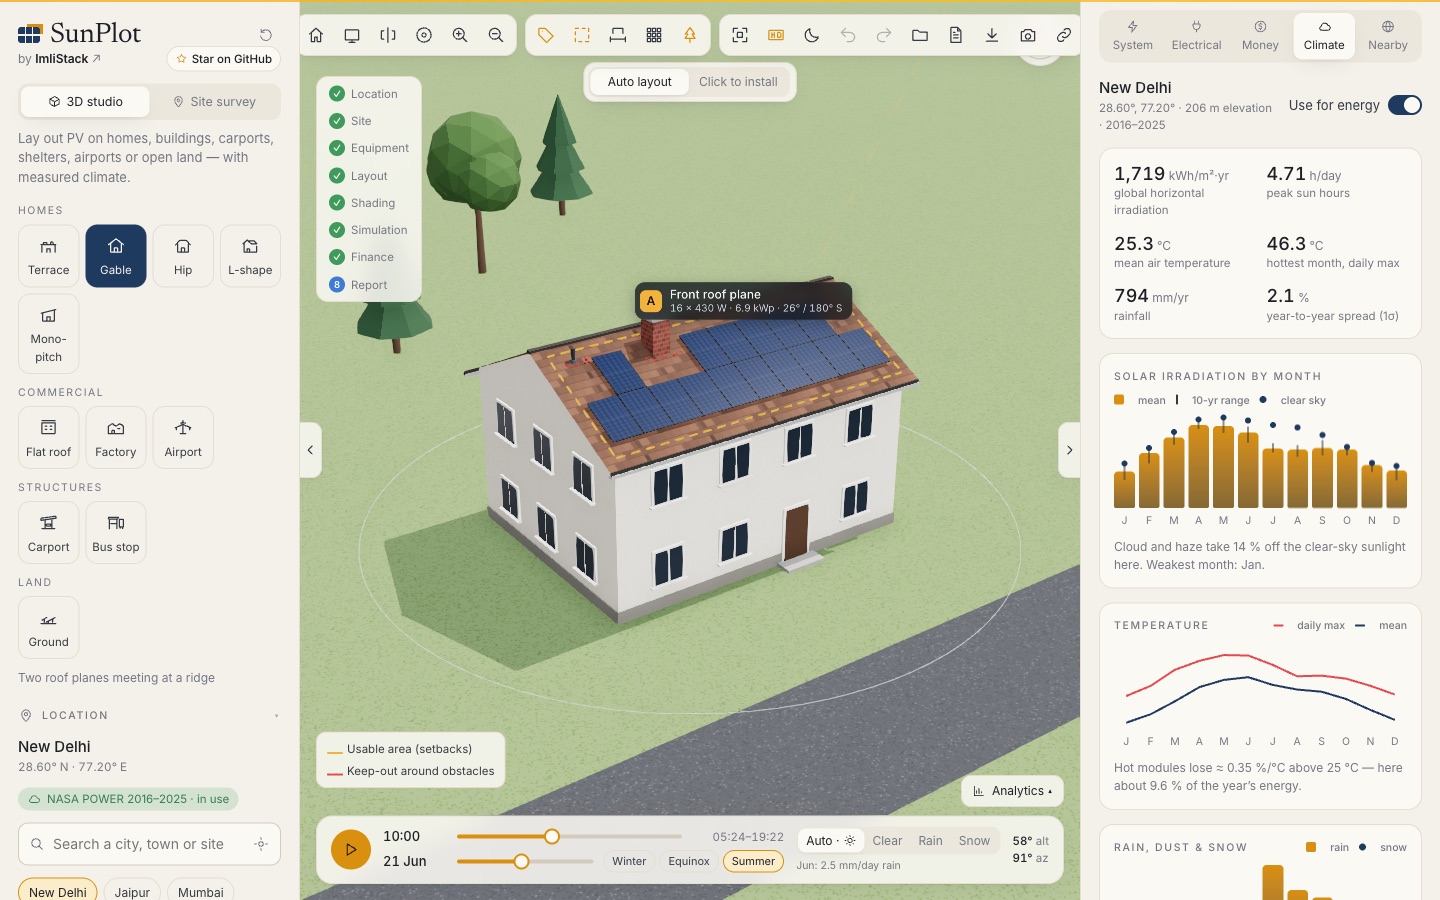 SunPlot
by ImliStack ↗
Star on GitHub
3D studio
Site survey
Lay out PV on homes, buildings, carports,
shelters, airports or open land — with
measured climate.
HOMES
Terrace
Gable
Hip
L-shape
Mono-
pitch
COMMERCIAL
Flat roof
Factory
Airport
STRUCTURES
Carport
Bus stop
LAND
Ground
Two roof planes meeting at a ridge
LOCATION
New Delhi
28.60° N · 77.20° E
NASA POWER 2016–2025 · in use
Search a city, town or site
New Delhi
Jaipur
Mumbai
HD
Auto layout
Click to install
Location
Site
Equipment
Layout
Shading
Simulation
Finance
8 Report
A
Front roof plane
16 × 430 W · 6.9 kWp · 26° / 180° S
Usable area (setbacks)
Keep-out around obstacles
Analytics
10:00
05:24–19:22
21 Jun
Winter
Equinox
Summer
Auto ·
Clear
Rain
Snow
Jun: 2.5 mm/day rain
58° alt
91° az
System
Electrical
Money
Climate
Nearby
New Delhi
28.60°, 77.20° · 206 m elevation
· 2016–2025
Use for energy
1,719 kWh/m²·yr
global horizontal
irradiation
4.71 h/day
peak sun hours
25.3 °C
mean air temperature
46.3 °C
hottest month, daily max
794 mm/yr
rainfall
2.1 %
year-to-year spread (1σ)
SOLAR IRRADIATION BY MONTH
mean
10-yr range
clear sky
J F M A M J J A S O N D
Cloud and haze take 14 % off the clear-sky sunlight
here. Weakest month: Jan.
TEMPERATURE
daily max
mean
J F M A M J J A S O N D
Hot modules lose ≈ 0.35 %/°C above 25 °C — here
about 9.6 % of the year's energy.
RAIN, DUST & SNOW
rain
snow